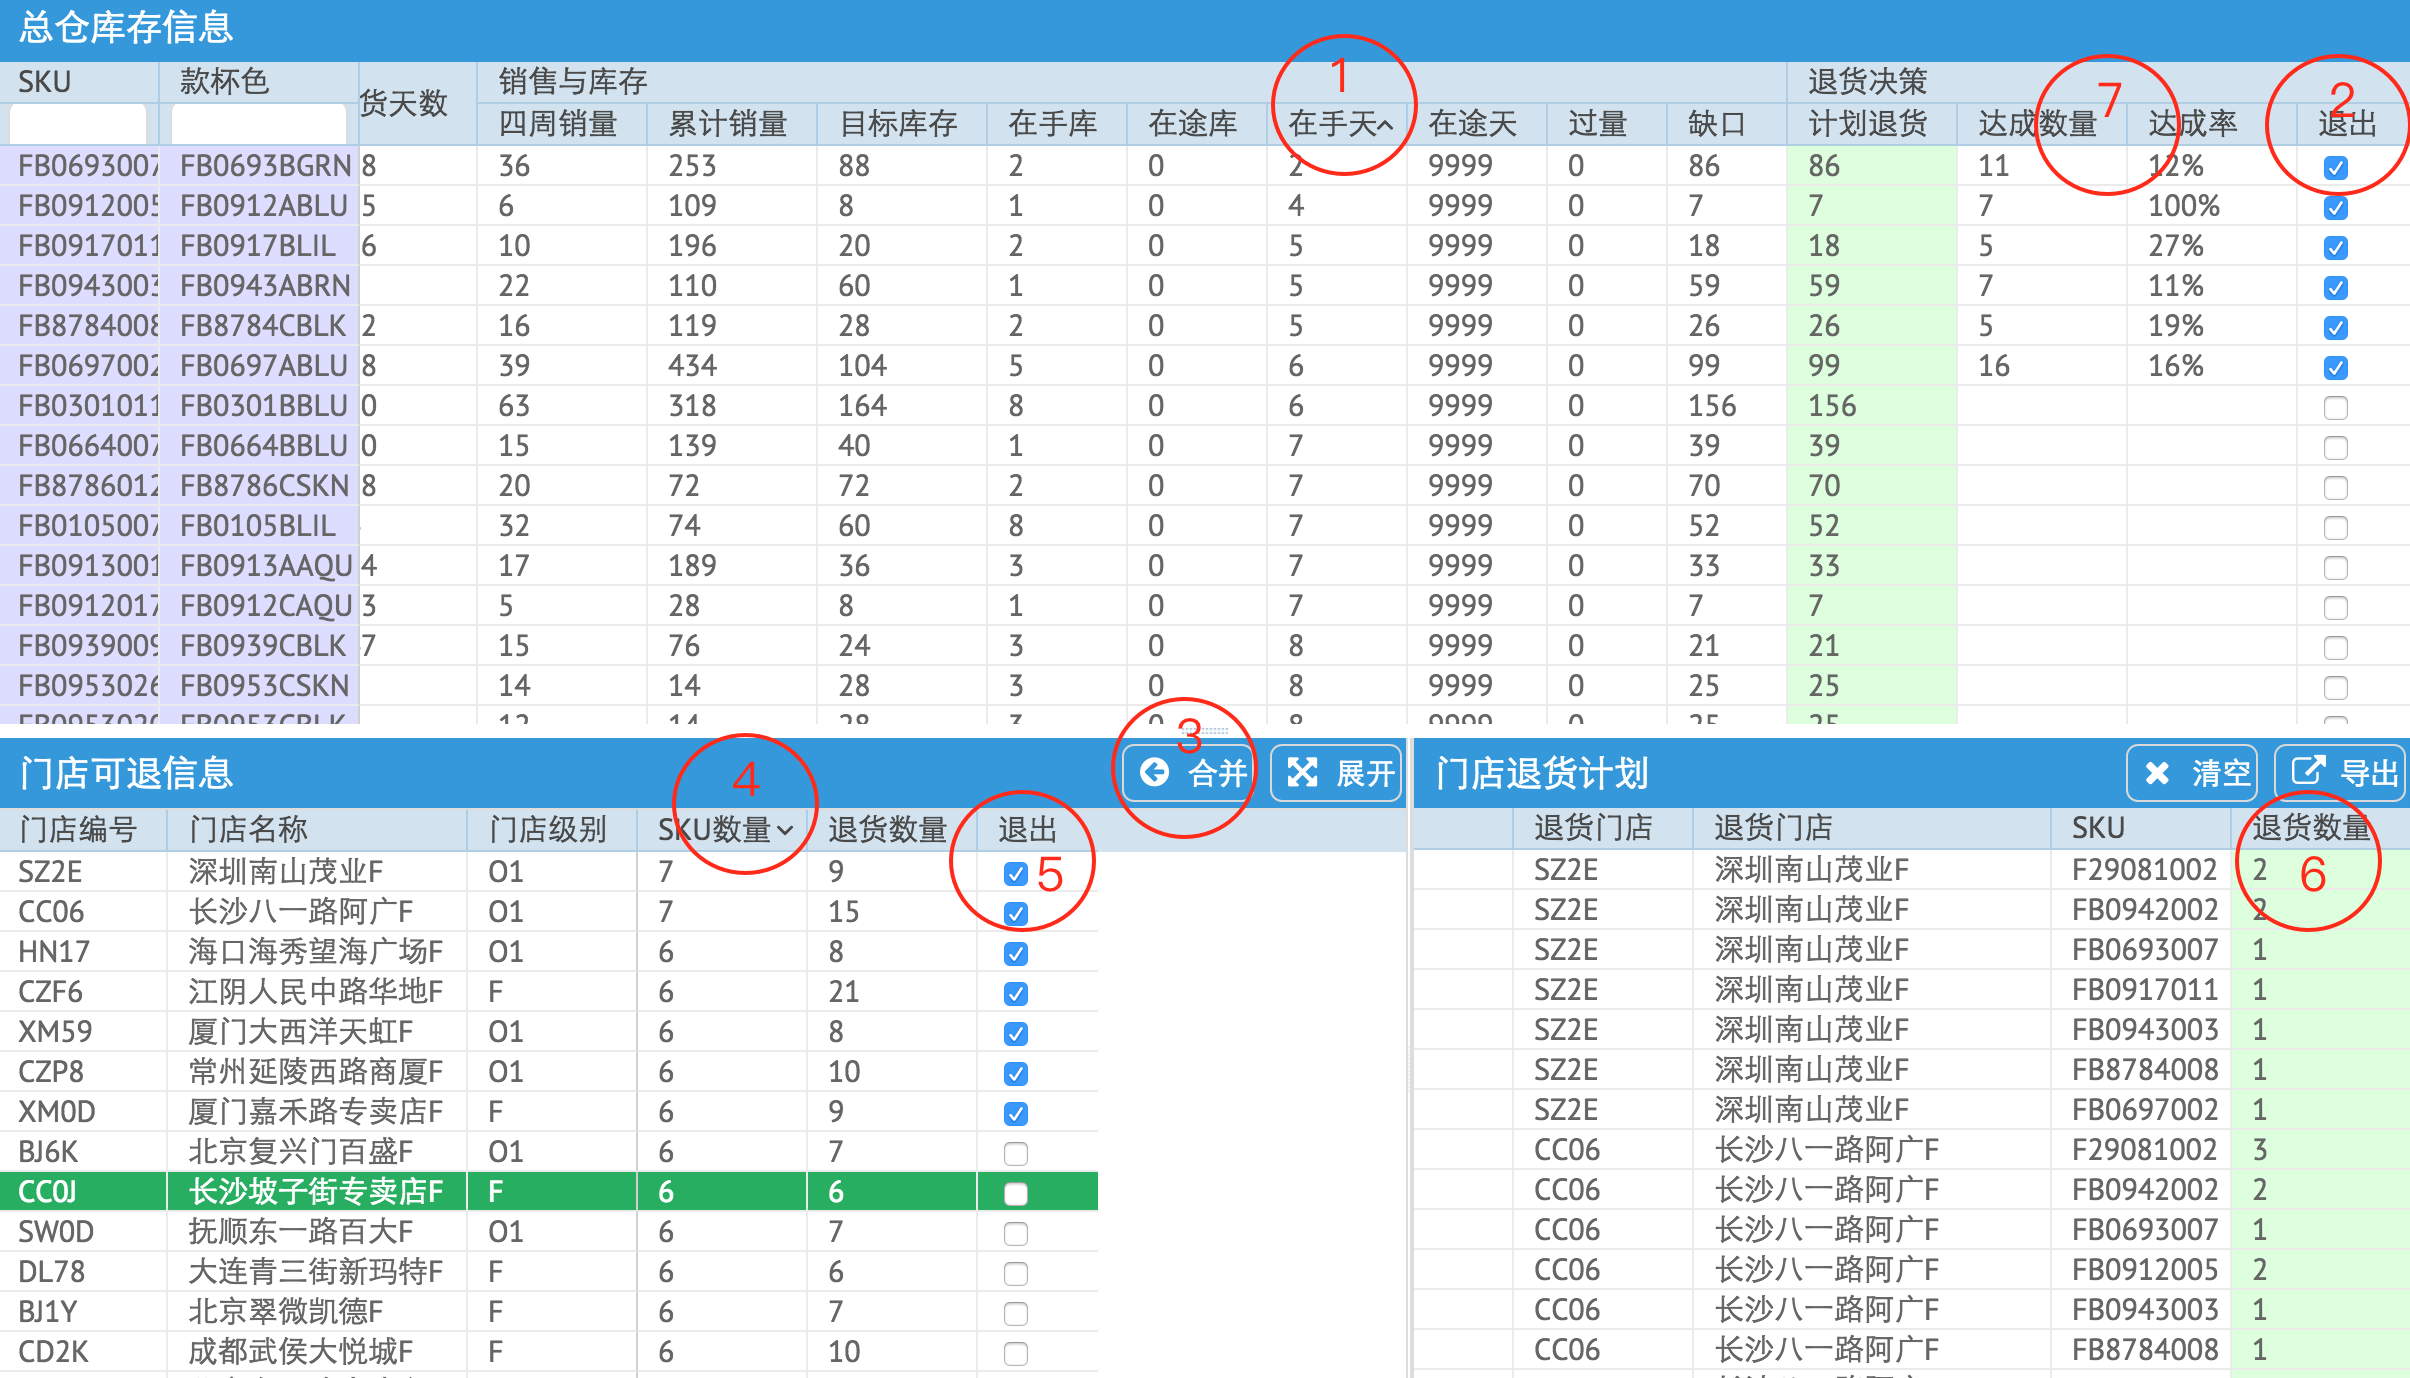 总仓库存信息
SKU 款杯色 货天数 销售与库存 1 退货决策 7 2
四周销量 累计销量 目标库存 在手库 在途库 在手天 在途天 过量 缺口 计划退货 达成数量 达成率 退出
FB0693007 FB0693BGRN 8 36 253 88 2 0 2 9999 0 86 86 11 12%
FB0912005 FB0912ABLU 5 6 109 8 1 0 4 9999 0 7 7 7 100%
FB0917011 FB0917BLIL 6 10 196 20 2 0 5 9999 0 18 18 5 27%
FB0943003 FB0943ABRN 22 110 60 1 0 5 9999 0 59 59 7 11%
FB8784008 FB8784CBLK 2 16 119 28 2 0 5 9999 0 26 26 5 19%
FB0697002 FB0697ABLU 8 39 434 104 5 0 6 9999 0 99 99 16 16%
FB0301011 FB0301BBLU 0 63 318 164 8 0 6 9999 0 156 156
FB0664007 FB0664BBLU 0 15 139 40 1 0 7 9999 0 39 39
FB8786012 FB8786CSKN 8 20 72 72 2 0 7 9999 0 70 70
FB0105007 FB0105BLIL 32 74 60 8 0 7 9999 0 52 52
FB0913001 FB0913AAQU 4 17 189 36 3 0 7 9999 0 33 33
FB0912017 FB0912CAQU 3 5 28 8 1 0 7 9999 0 7 7
FB0939009 FB0939CBLK 7 15 76 24 3 0 8 9999 0 21 21
FB0953026 FB0953CSKN 14 14 28 3 0 8 9999 0 25 25
门店可退信息 4 3 合并 展开
门店编号 门店名称 门店级别 SKU数量 退货数量 退出
SZ2E 深圳南山茂业F O1 7 9 5
CC06 长沙八一路阿广F O1 7 15
HN17 海口海秀望海广场F O1 6 8
CZF6 江阴人民中路华地F F 6 21
XM59 厦门大西洋天虹F O1 6 8
CZP8 常州延陵西路商厦F O1 6 10
XM0D 厦门嘉禾路专卖店F F 6 9
BJ6K 北京复兴门百盛F O1 6 7
CC0J 长沙坡子街专卖店F F 6 6
SW0D 抚顺东一路百大F O1 6 7
DL78 大连青三街新玛特F F 6 6
BJ1Y 北京翠微凯德F F 6 7
CD2K 成都武侯大悦城F F 6 10
门店退货计划 清空 导出
退货门店 退货门店 SKU 退货数量
SZ2E 深圳南山茂业F F29081002 2 6
SZ2E 深圳南山茂业F FB0942002 2
SZ2E 深圳南山茂业F FB0693007 1
SZ2E 深圳南山茂业F FB0917011 1
SZ2E 深圳南山茂业F FB0943003 1
SZ2E 深圳南山茂业F FB8784008 1
SZ2E 深圳南山茂业F FB0697002 1
CC06 长沙八一路阿广F F29081002 3
CC06 长沙八一路阿广F FB0942002 2
CC06 长沙八一路阿广F FB0693007 1
CC06 长沙八一路阿广F FB0912005 2
CC06 长沙八一路阿广F FB0943003 1
CC06 长沙八一路阿广F FB8784008 1